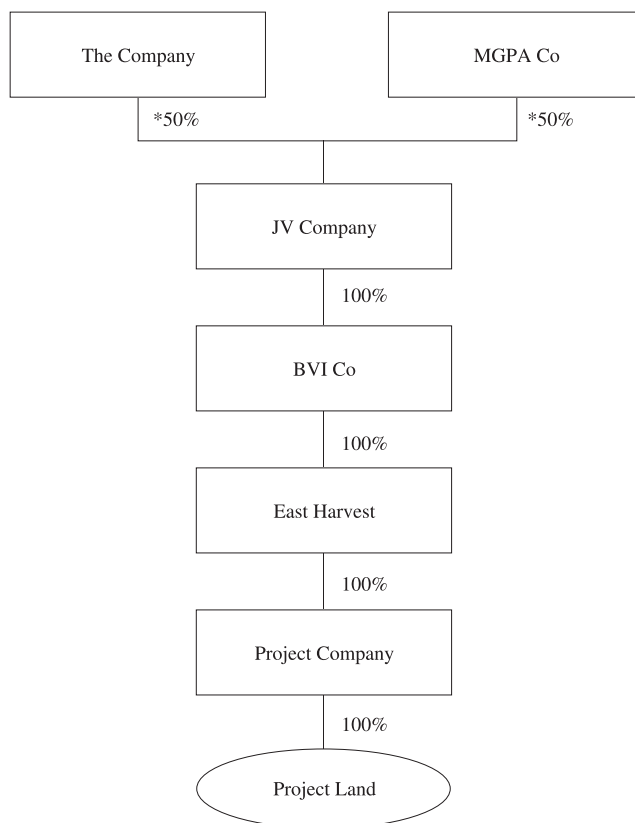 The Company
MGPA Co
*50%
*50%
JV Company
100%
BVI Co
100%
East Harvest
100%
Project Company
100%
Project Land